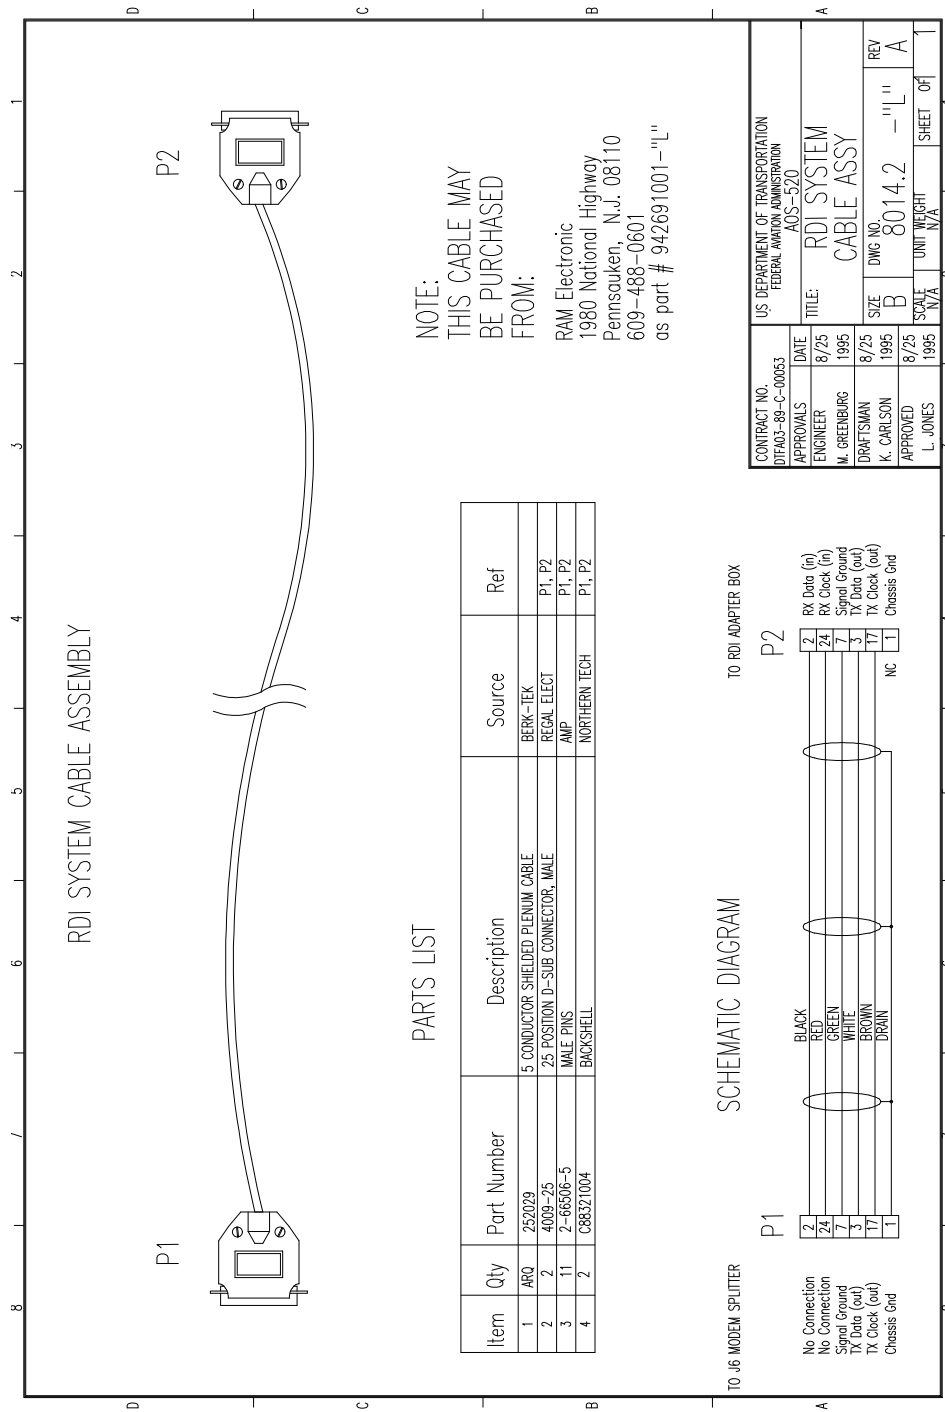 8 7 6 5 4 3 2 1
D
C
B
A
D
C
B
A
RDI SYSTEM CABLE ASSEMBLY
P1
P2
PARTS LIST
Item Qty Part Number Description Source Ref
1 ARQ 252029 5 CONDUCTOR SHIELDED PLENUM CABLE BERK-TEK
2 2 4009-25 25 POSITION D-SUB CONNECTOR, MALE REGAL ELECT P1, P2
3 11 2-66506-5 MALE PINS AMP P1, P2
4 2 C88321004 BACKSHELL NORTHERN TECH P1, P2
NOTE:
THIS CABLE MAY
BE PURCHASED
FROM:
RAM Electronic
1980 National Highway
Pennsauken, N.J. 08110
609-488-0601
as part # 942691001-"L"
SCHEMATIC DIAGRAM
TO J6 MODEM SPLITTER
TO RDI ADAPTER BOX
P1
P2
No Connection 2 BLACK 2 RX Data (in)
No Connection 24 RED 24 RX Clock (in)
Signal Ground 7 GREEN 7 Signal Ground
TX Data (out) 3 WHITE 3 TX Data (out)
TX Clock (out) 17 BROWN 17 TX Clock (out)
Chassis Gnd 1 DRAIN NC 1 Chassis Gnd
CONTRACT NO.
DTFA03-89-C-00053
APPROVALS DATE
ENGINEER 8/25
M. GREENBURG 1995
DRAFTSMAN 8/25
K. CARLSON 1995
APPROVED 8/25
L. JONES 1995
US DEPARTMENT OF TRANSPORTATION
FEDERAL AVIATION ADMINISTRATION
AOS-520
TITLE: RDI SYSTEM
CABLE ASSY
SIZE DWG NO. REV
B 8014.2 -"L" A
SCALE UNIT WEIGHT SHEET OF
N/A N/A 1 1